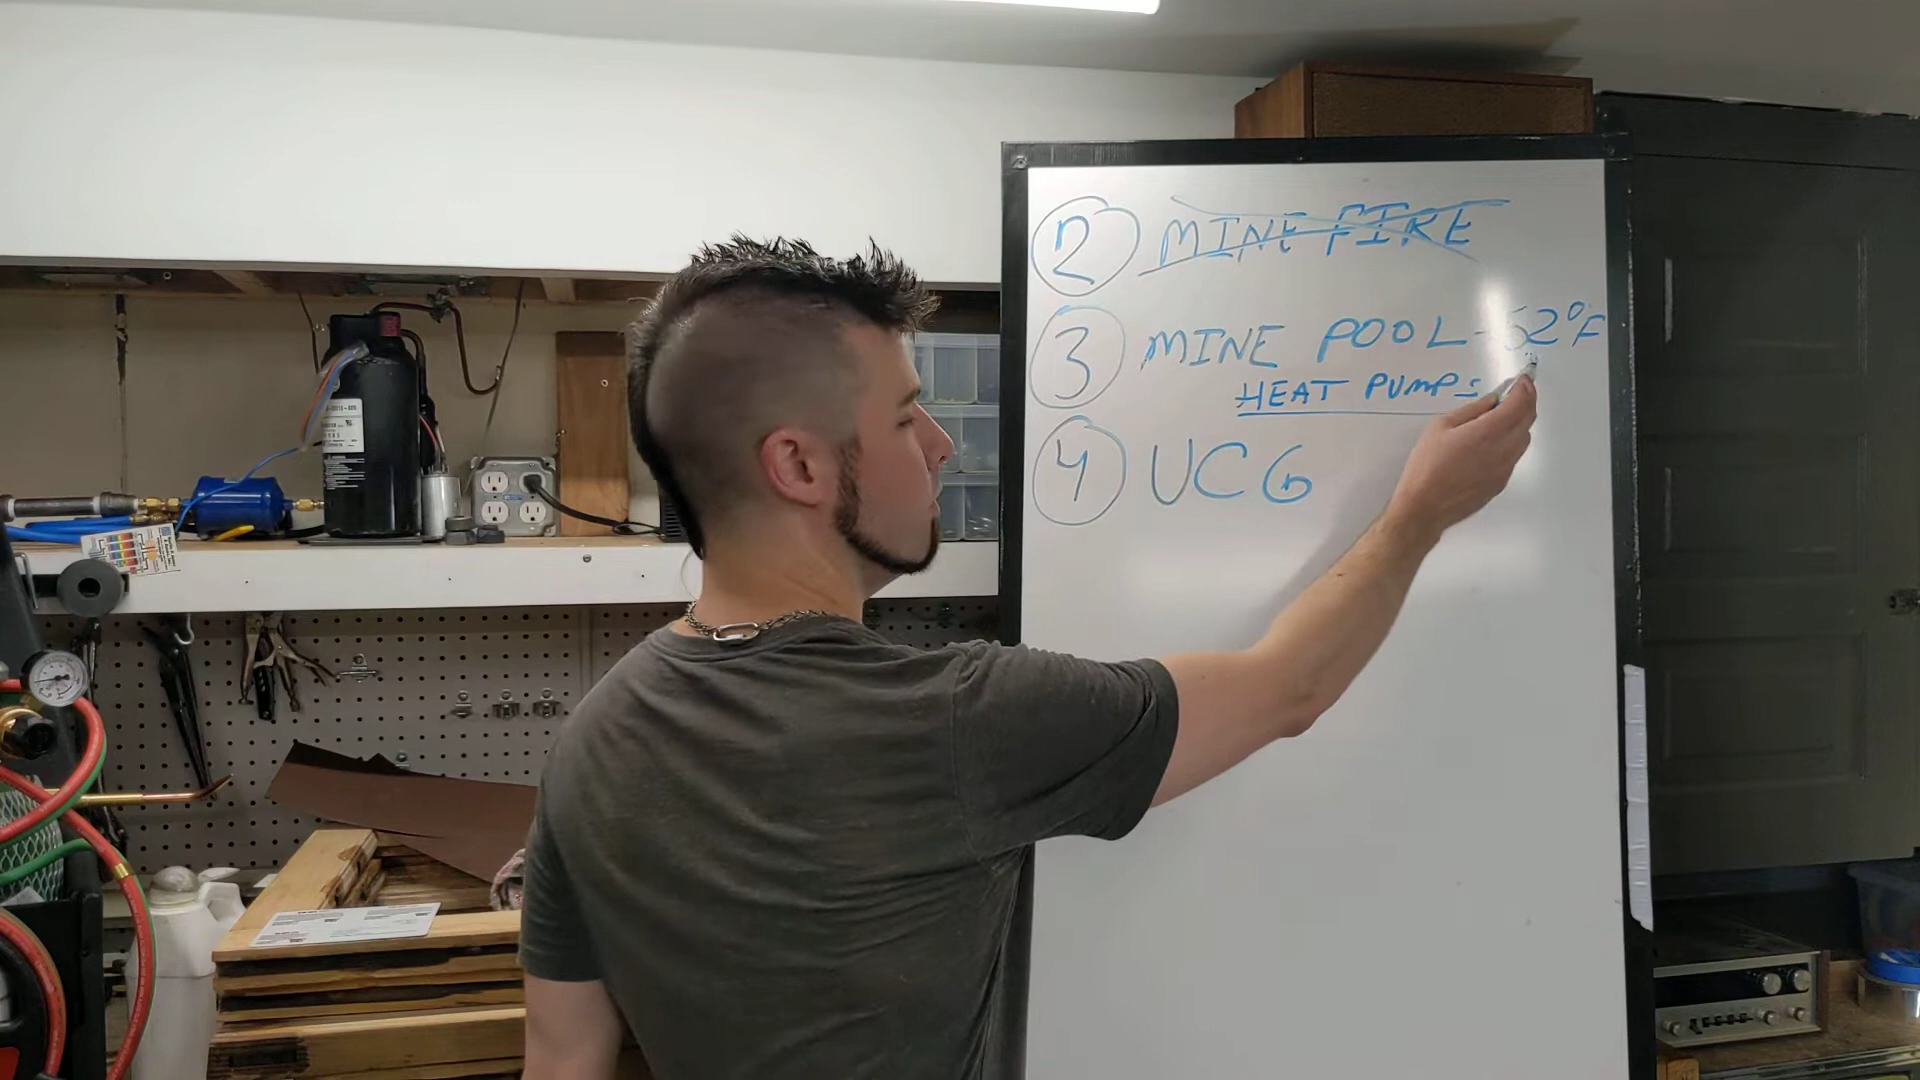 2 MINE FIRE
3 MINE POOL - 52°F
HEAT PUMPS
4 UCG